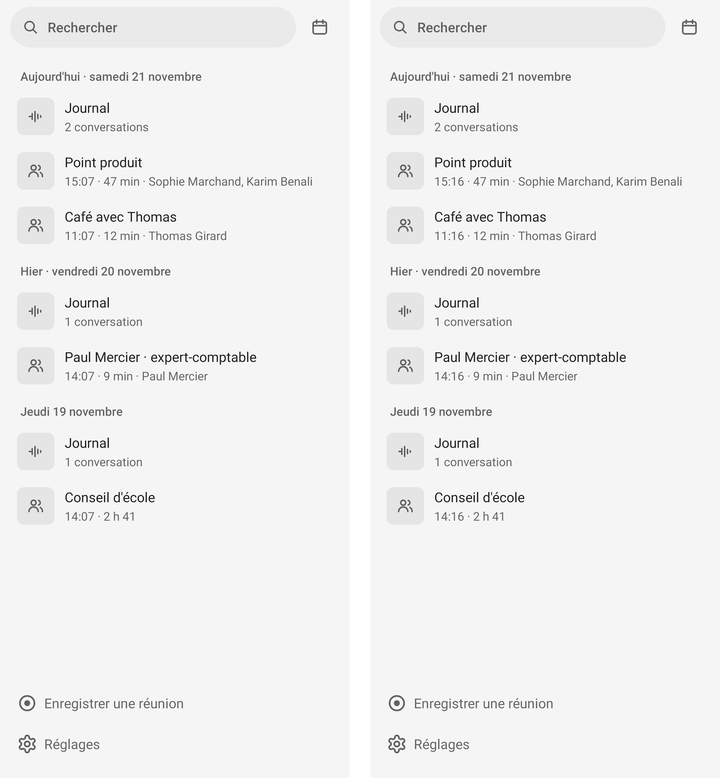 Rechercher
Aujourd'hui · samedi 21 novembre
Journal
2 conversations
Point produit
15:07 · 47 min · Sophie Marchand, Karim Benali
Café avec Thomas
11:07 · 12 min · Thomas Girard
Hier · vendredi 20 novembre
Journal
1 conversation
Paul Mercier · expert-comptable
14:07 · 9 min · Paul Mercier
Jeudi 19 novembre
Journal
1 conversation
Conseil d'école
14:07 · 2 h 41
Enregistrer une réunion
Réglages
Rechercher
Aujourd'hui · samedi 21 novembre
Journal
2 conversations
Point produit
15:16 · 47 min · Sophie Marchand, Karim Benali
Café avec Thomas
11:16 · 12 min · Thomas Girard
Hier · vendredi 20 novembre
Journal
1 conversation
Paul Mercier · expert-comptable
14:16 · 9 min · Paul Mercier
Jeudi 19 novembre
Journal
1 conversation
Conseil d'école
14:16 · 2 h 41
Enregistrer une réunion
Réglages